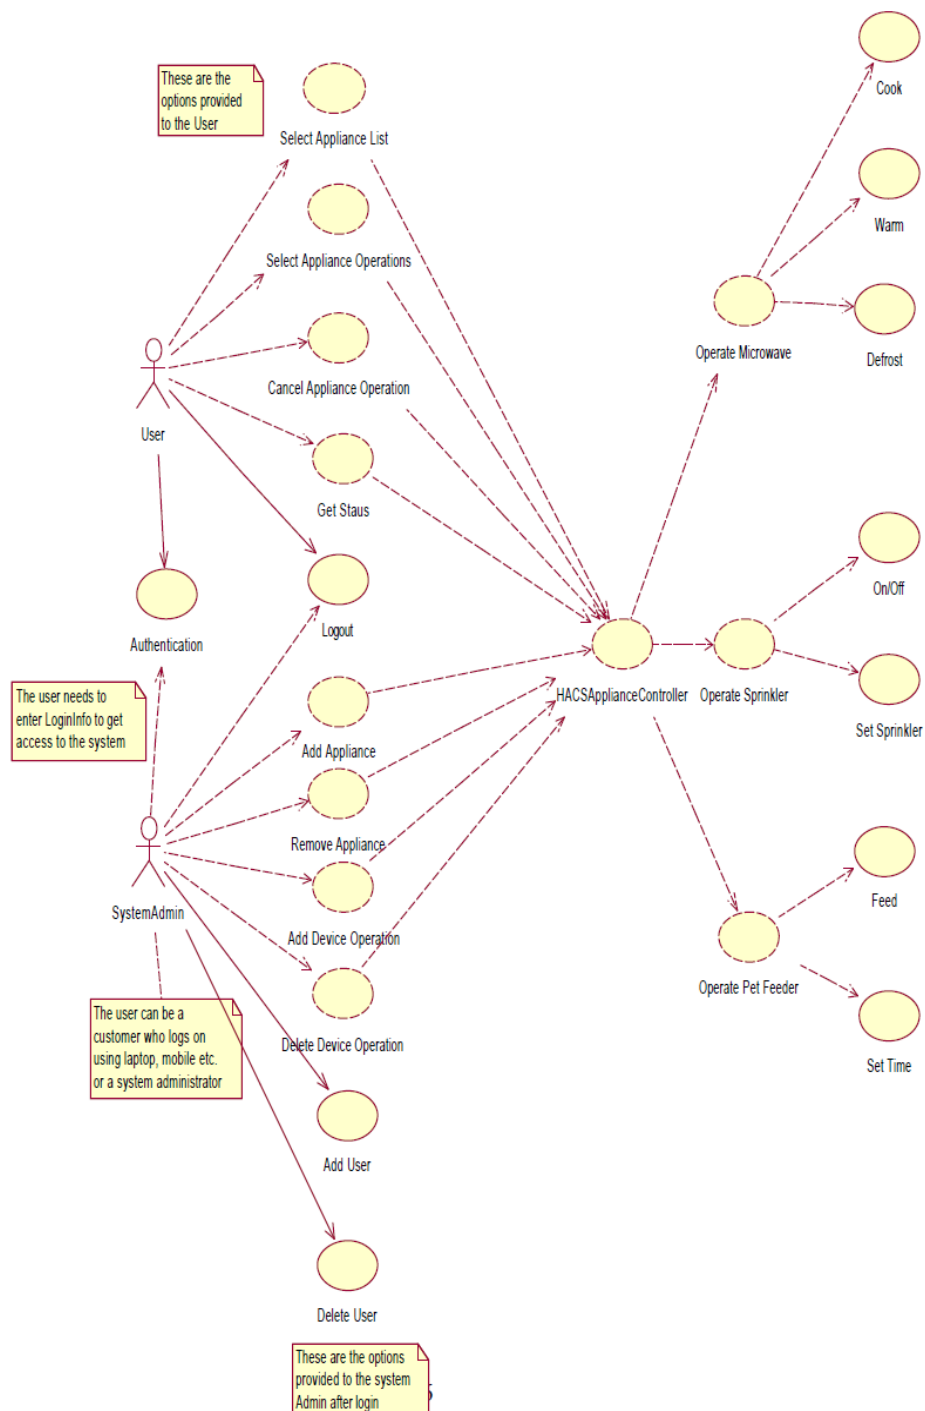 Cook
These are the
options provided
to the User
Select Appliance List
Warm
Select Appliance Operations
Operate Microwave
Defrost
Cancel Appliance Operation
User
Get Staus
On/Off
Logout
Authentication
HACSApplianceController
Operate Sprinkler
The user needs to
enter LoginInfo to get
access to the system
Set Sprinkler
Add Appliance
Remove Appliance
Feed
SystemAdmin
Add Device Operation
Operate Pet Feeder
The user can be a
customer who logs on
using laptop, mobile etc.
or a system administrator
Delete Device Operation
Set Time
Add User
Delete User
These are the options
provided to the system
Admin after login